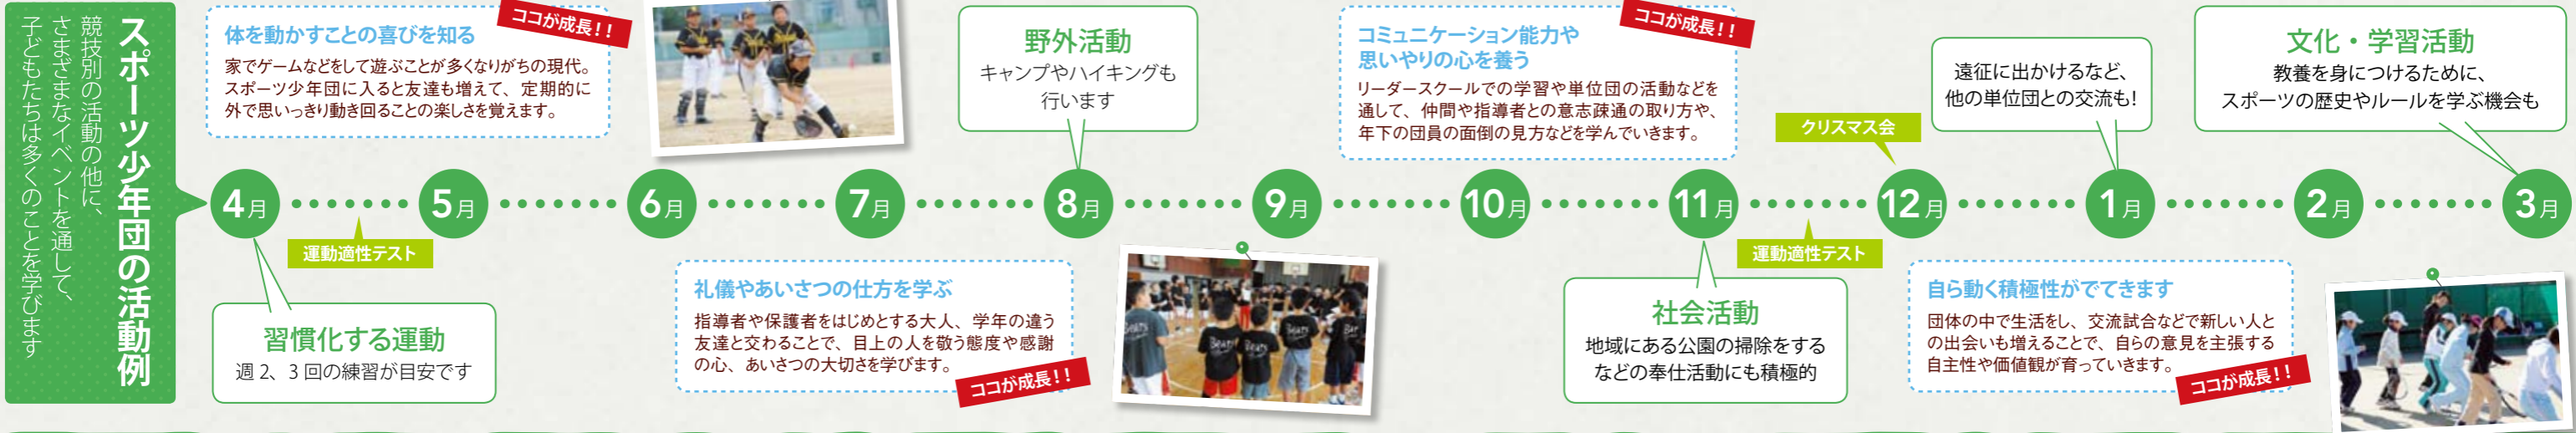 スポーツ少年団の活動例
競技別の活動の他に、
さまざまなイベントを通して、
子どもたちは多くのことを学びます
ココが成長!!
体を動かすことの喜びを知る
家でゲームなどをして遊ぶことが多くなりがちの現代。
スポーツ少年団に入ると友達も増えて、定期的に
外で思いっきり動き回ることの楽しさを覚えます。
野外活動
キャンプやハイキングも
行います
ココが成長!!
コミュニケーション能力や
思いやりの心を養う
リーダースクールでの学習や単位団の活動などを
通して、仲間や指導者との意志疎通の取り方や、
年下の団員の面倒の見方などを学んでいきます。
クリスマス会
遠征に出かけるなど、
他の単位団との交流も!
文化・学習活動
教養を身につけるために、
スポーツの歴史やルールを学ぶ機会も
4月
5月
6月
7月
8月
9月
10月
11月
12月
1月
2月
3月
運動適性テスト
習慣化する運動
週2、3回の練習が目安です
礼儀やあいさつの仕方を学ぶ
指導者や保護者をはじめとする大人、学年の違う
友達と交わることで、目上の人を敬う態度や感謝
の心、あいさつの大切さを学びます。
ココが成長!!
Bears
Bears
社会活動
地域にある公園の掃除をする
などの奉仕活動にも積極的
運動適性テスト
自ら動く積極性がでてきます
団体の中で生活をし、交流試合などで新しい人と
の出会いも増えることで、自らの意見を主張する
自主性や価値観が育っていきます。
ココが成長!!